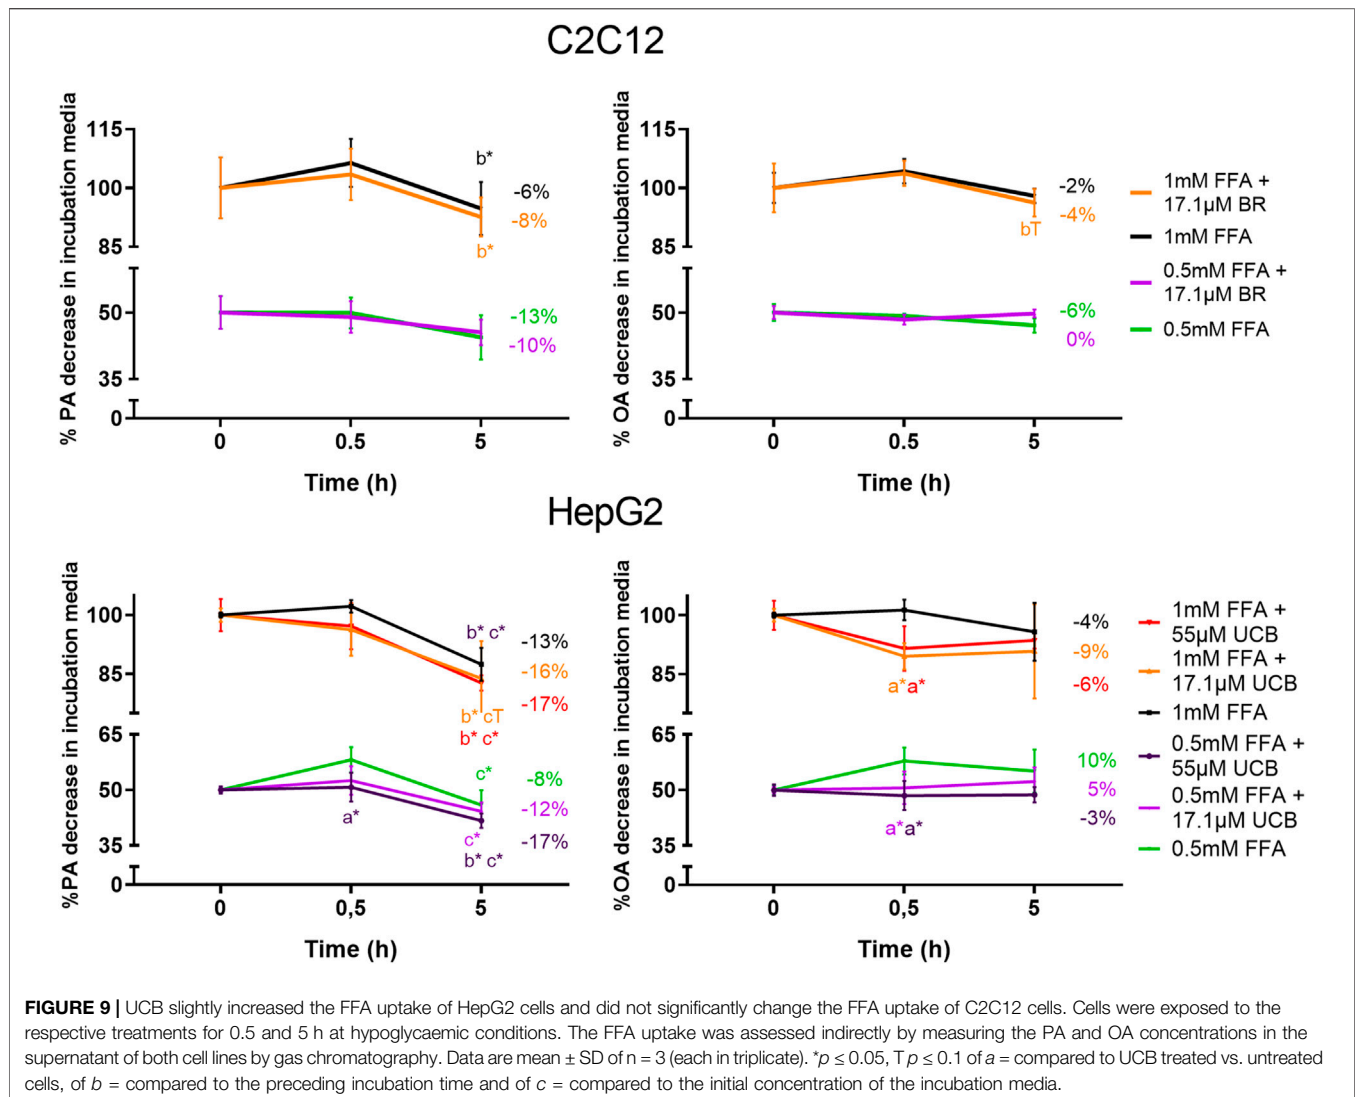 C2C12
% PA decrease in incubation media
115
100
85
50
35
0
b*
-6%
-8%
b*
-13%
-10%
0
0.5
5
Time (h)
% OA decrease in incubation media
115
100
85
50
35
0
-2%
-4%
bT
-6%
0%
0
0.5
5
Time (h)
1mM FFA +
17.1µM BR
1mM FFA
0.5mM FFA +
17.1µM BR
0.5mM FFA
HepG2
%PA decrease in incubation media
100
85
65
50
35
0
b* c*
-13%
-16%
-17%
b* cT
b* c*
c*
-8%
-12%
a*
c*
-17%
b* c*
0
0,5
5
Time (h)
%OA decrease in incubation media
100
85
65
50
35
0
-4%
-9%
a*a*
-6%
10%
5%
-3%
a*a*
0
0,5
5
Time (h)
1mM FFA +
55µM UCB
1mM FFA +
17.1µM UCB
1mM FFA
0.5mM FFA +
55µM UCB
0.5mM FFA +
17.1µM UCB
0.5mM FFA
FIGURE 9 | UCB slightly increased the FFA uptake of HepG2 cells and did not significantly change the FFA uptake of C2C12 cells. Cells were exposed to the
respective treatments for 0.5 and 5 h at hypoglycaemic conditions. The FFA uptake was assessed indirectly by measuring the PA and OA concentrations in the
supernatant of both cell lines by gas chromatography. Data are mean ± SD of n = 3 (each in triplicate). *p ≤ 0.05, T p ≤ 0.1 of a = compared to UCB treated vs. untreated
cells, of b = compared to the preceding incubation time and of c = compared to the initial concentration of the incubation media.